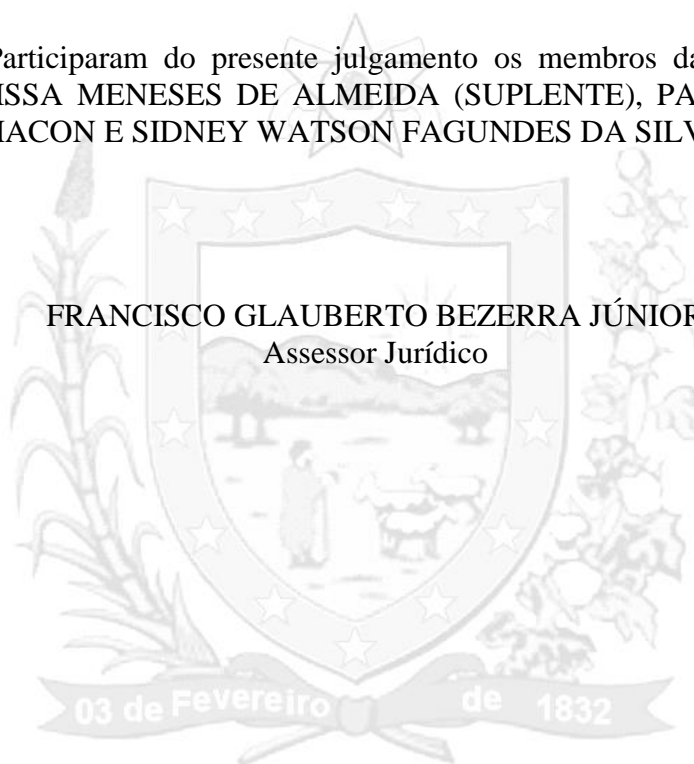 Participaram do presente julgamento os membros da
ISSA MENESES DE ALMEIDA (SUPLENTE), PA
MACON E SIDNEY WATSON FAGUNDES DA SILV
FRANCISCO GLAUBERTO BEZERRA JÚNIOR
Assessor Jurídico
03 de Fevereiro de 1832